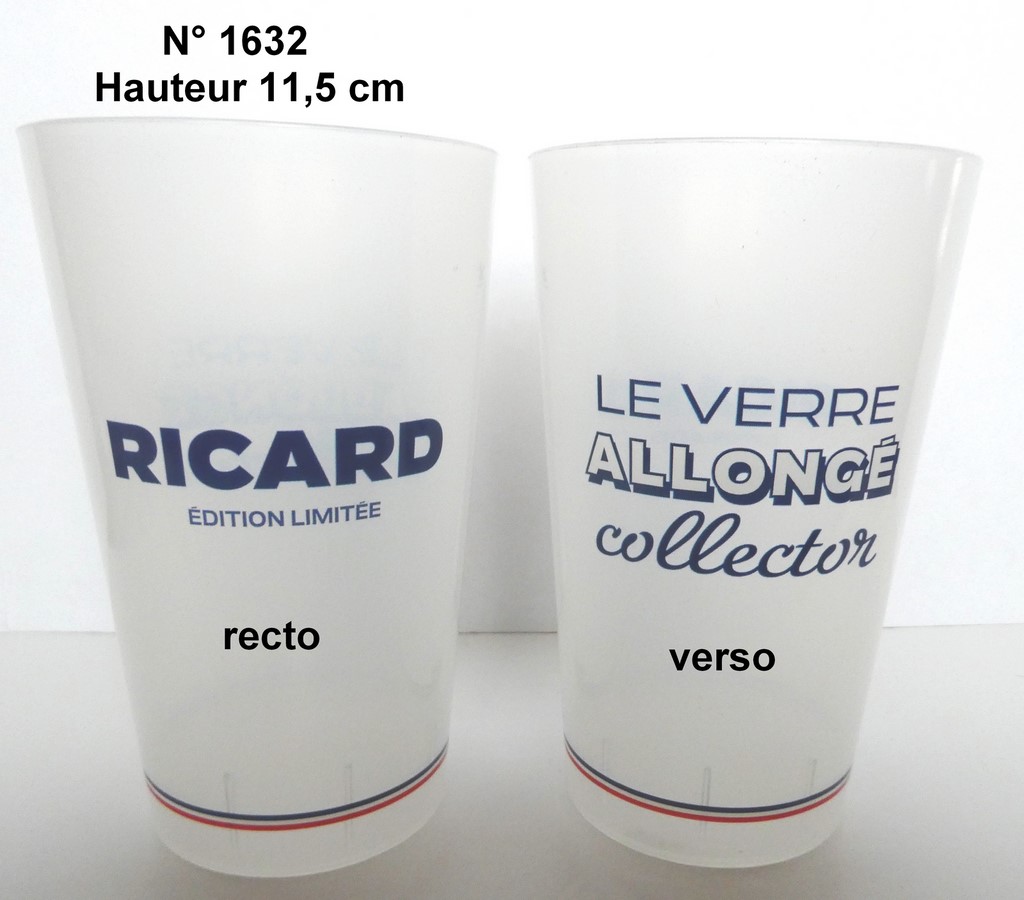 N° 1632
Hauteur 11,5 cm
RICARD
ÉDITION LIMITÉE
recto
LE VERRE
ALLONGÉ
collector
verso